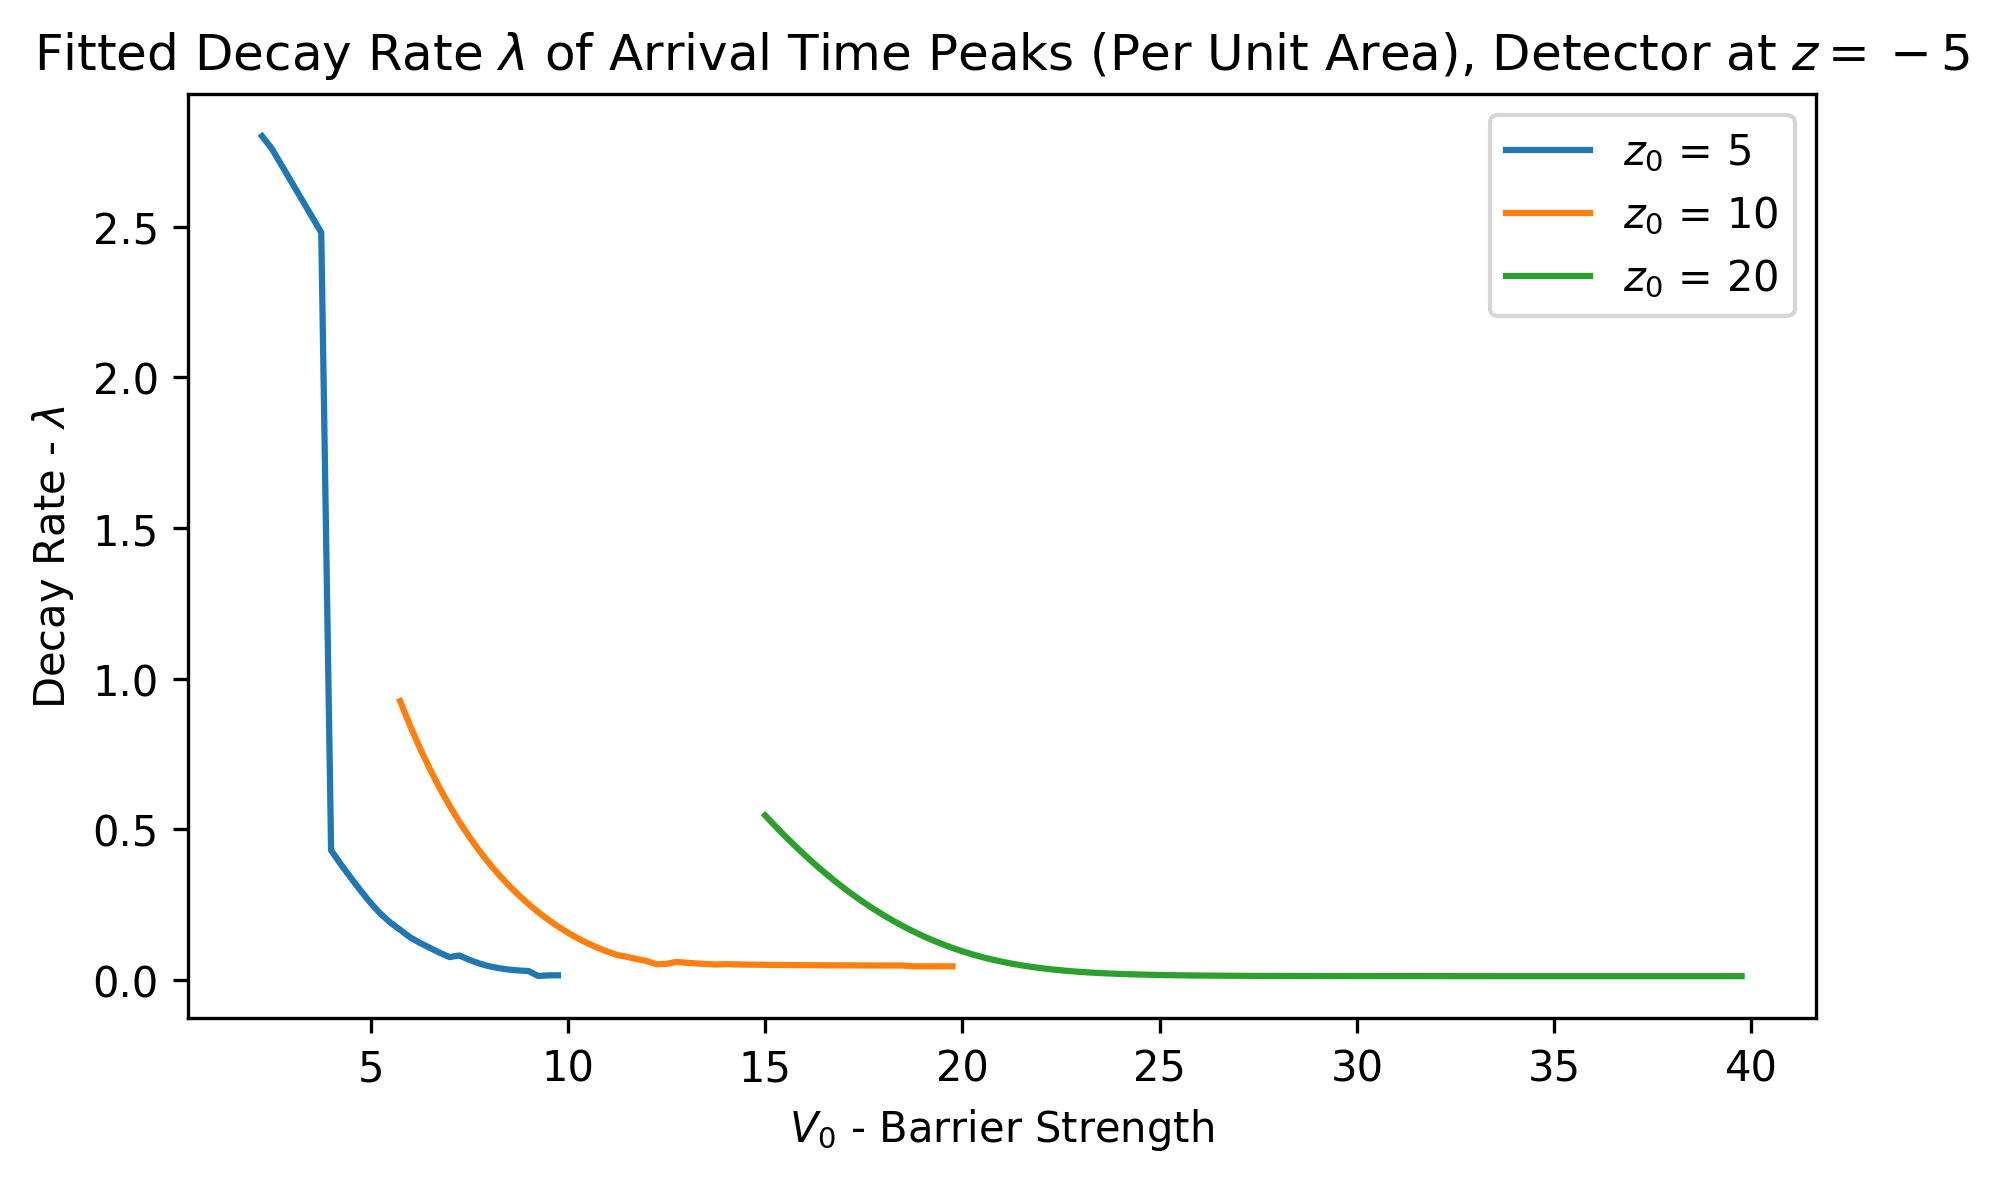 Fitted Decay Rate λ of Arrival Time Peaks (Per Unit Area), Detector at z = −5
z₀ = 5
z₀ = 10
z₀ = 20
Decay Rate - λ
2.5
2.0
1.5
1.0
0.5
0.0
5 10 15 20 25 30 35 40
V₀ - Barrier Strength